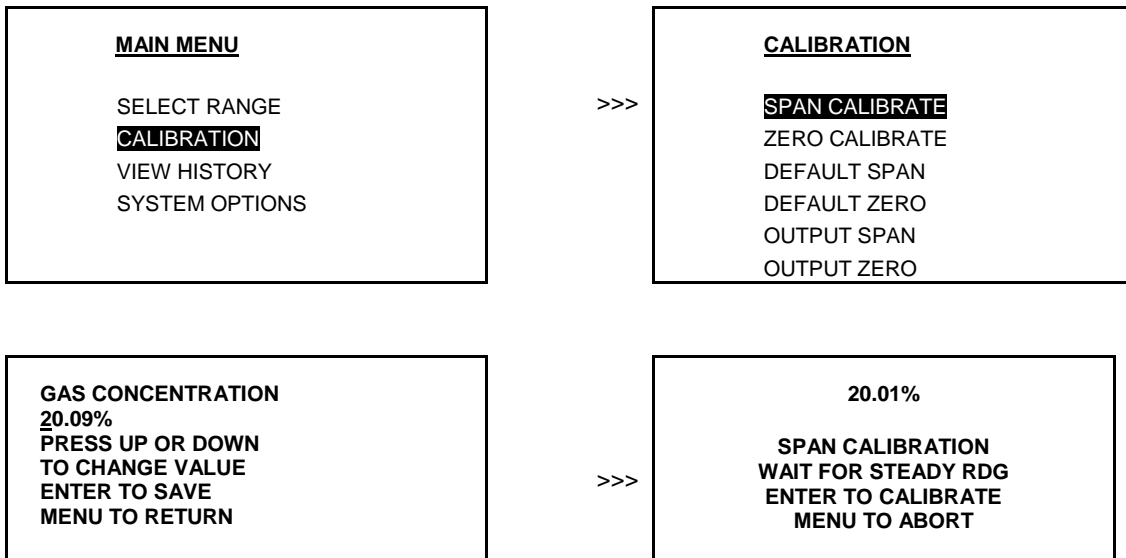 MAIN MENU
SELECT RANGE
CALIBRATION
VIEW HISTORY
SYSTEM OPTIONS
>>>
CALIBRATION
SPAN CALIBRATE
ZERO CALIBRATE
DEFAULT SPAN
DEFAULT ZERO
OUTPUT SPAN
OUTPUT ZERO
GAS CONCENTRATION
20.09%
PRESS UP OR DOWN
TO CHANGE VALUE
ENTER TO SAVE
MENU TO RETURN
>>>
20.01%
SPAN CALIBRATION
WAIT FOR STEADY RDG
ENTER TO CALIBRATE
MENU TO ABORT